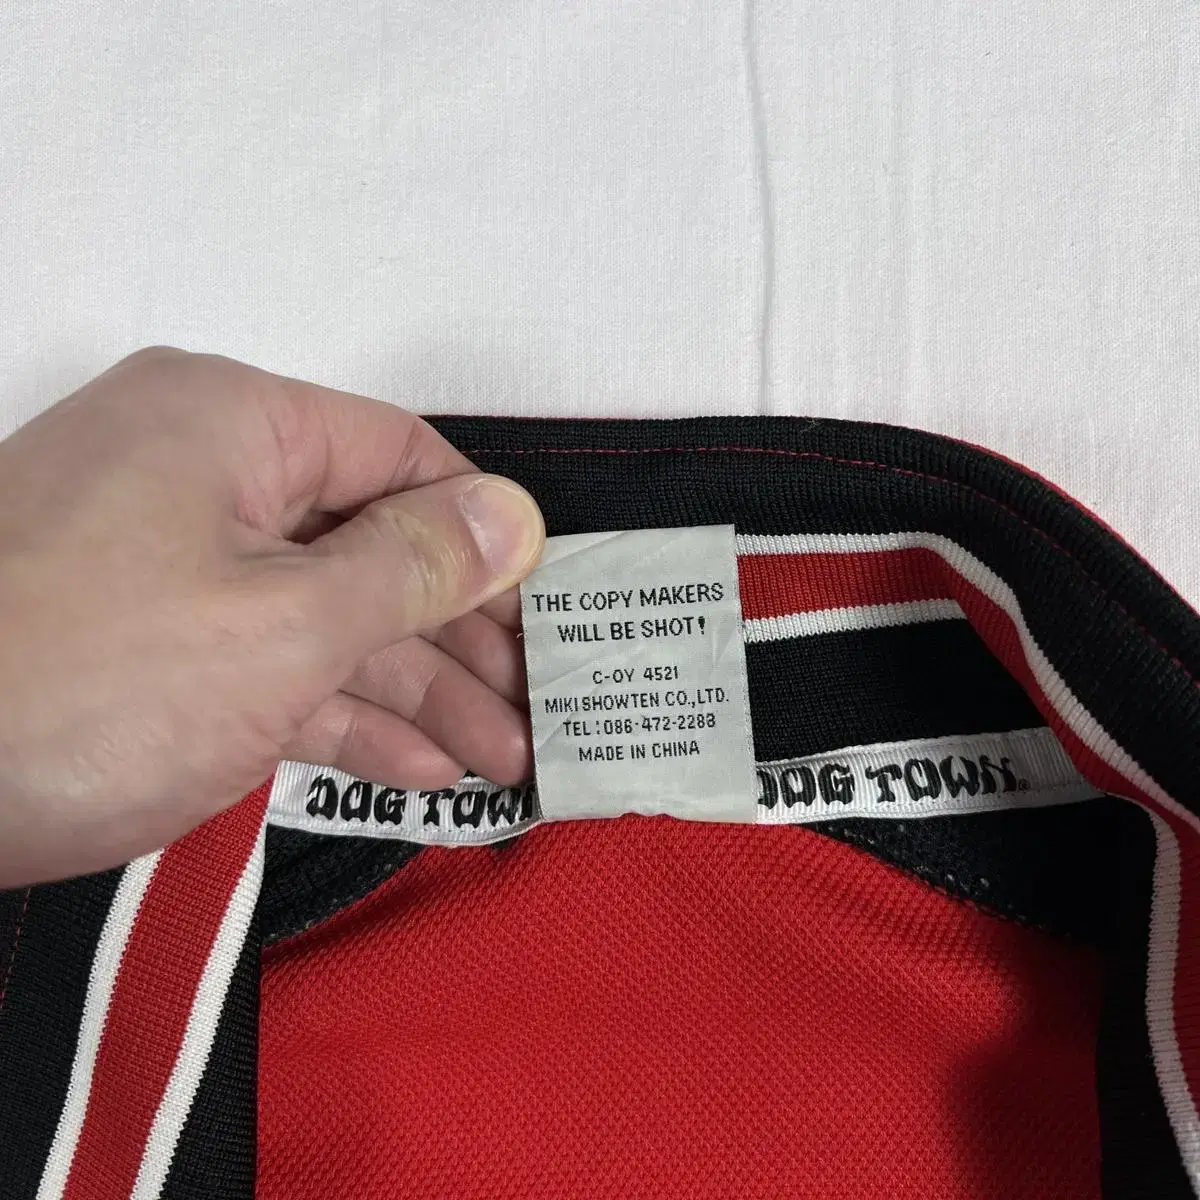 THE COPY MAKERS
WILL BE SHOT!
C-OY 4521
MIKI SHOWTEN CO.,LTD.
TEL:086-472-2288
MADE IN CHINA
DOG TOWN
DOG TOWN®